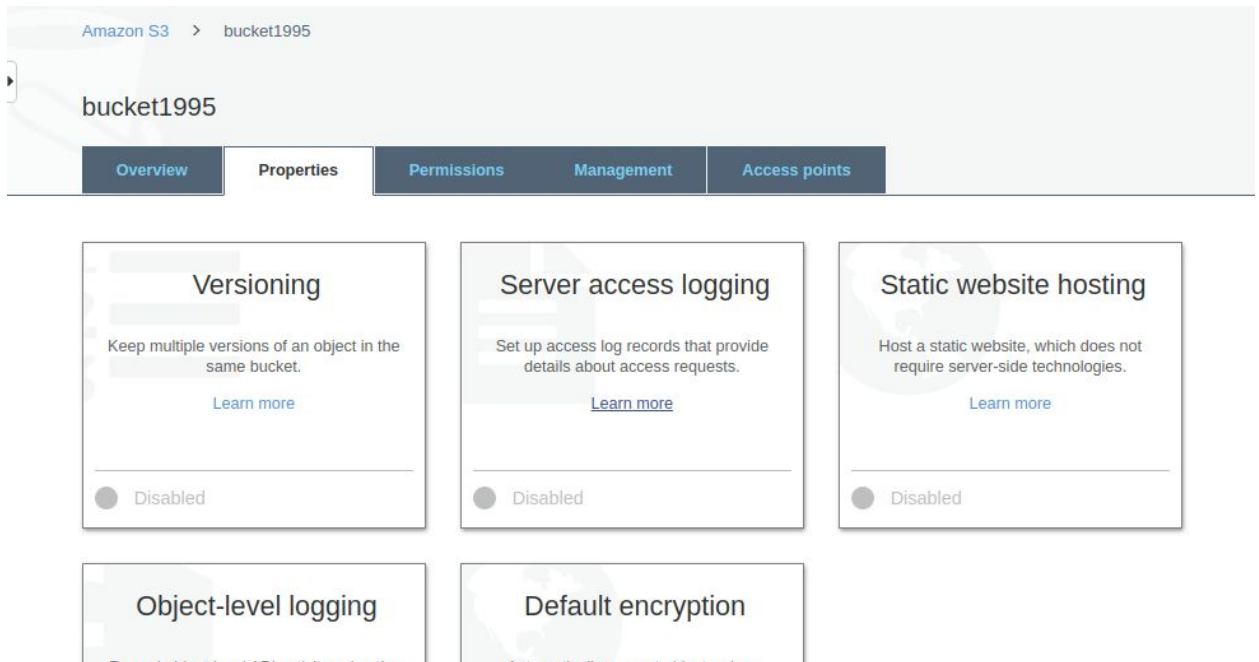 Amazon S3 > bucket1995
bucket1995
Overview
Properties
Permissions
Management
Access points
Versioning
Keep multiple versions of an object in the
same bucket.
Learn more
Disabled
Server access logging
Set up access log records that provide
details about access requests.
Learn more
Disabled
Static website hosting
Host a static website, which does not
require server-side technologies.
Learn more
Disabled
Object-level logging
Default encryption